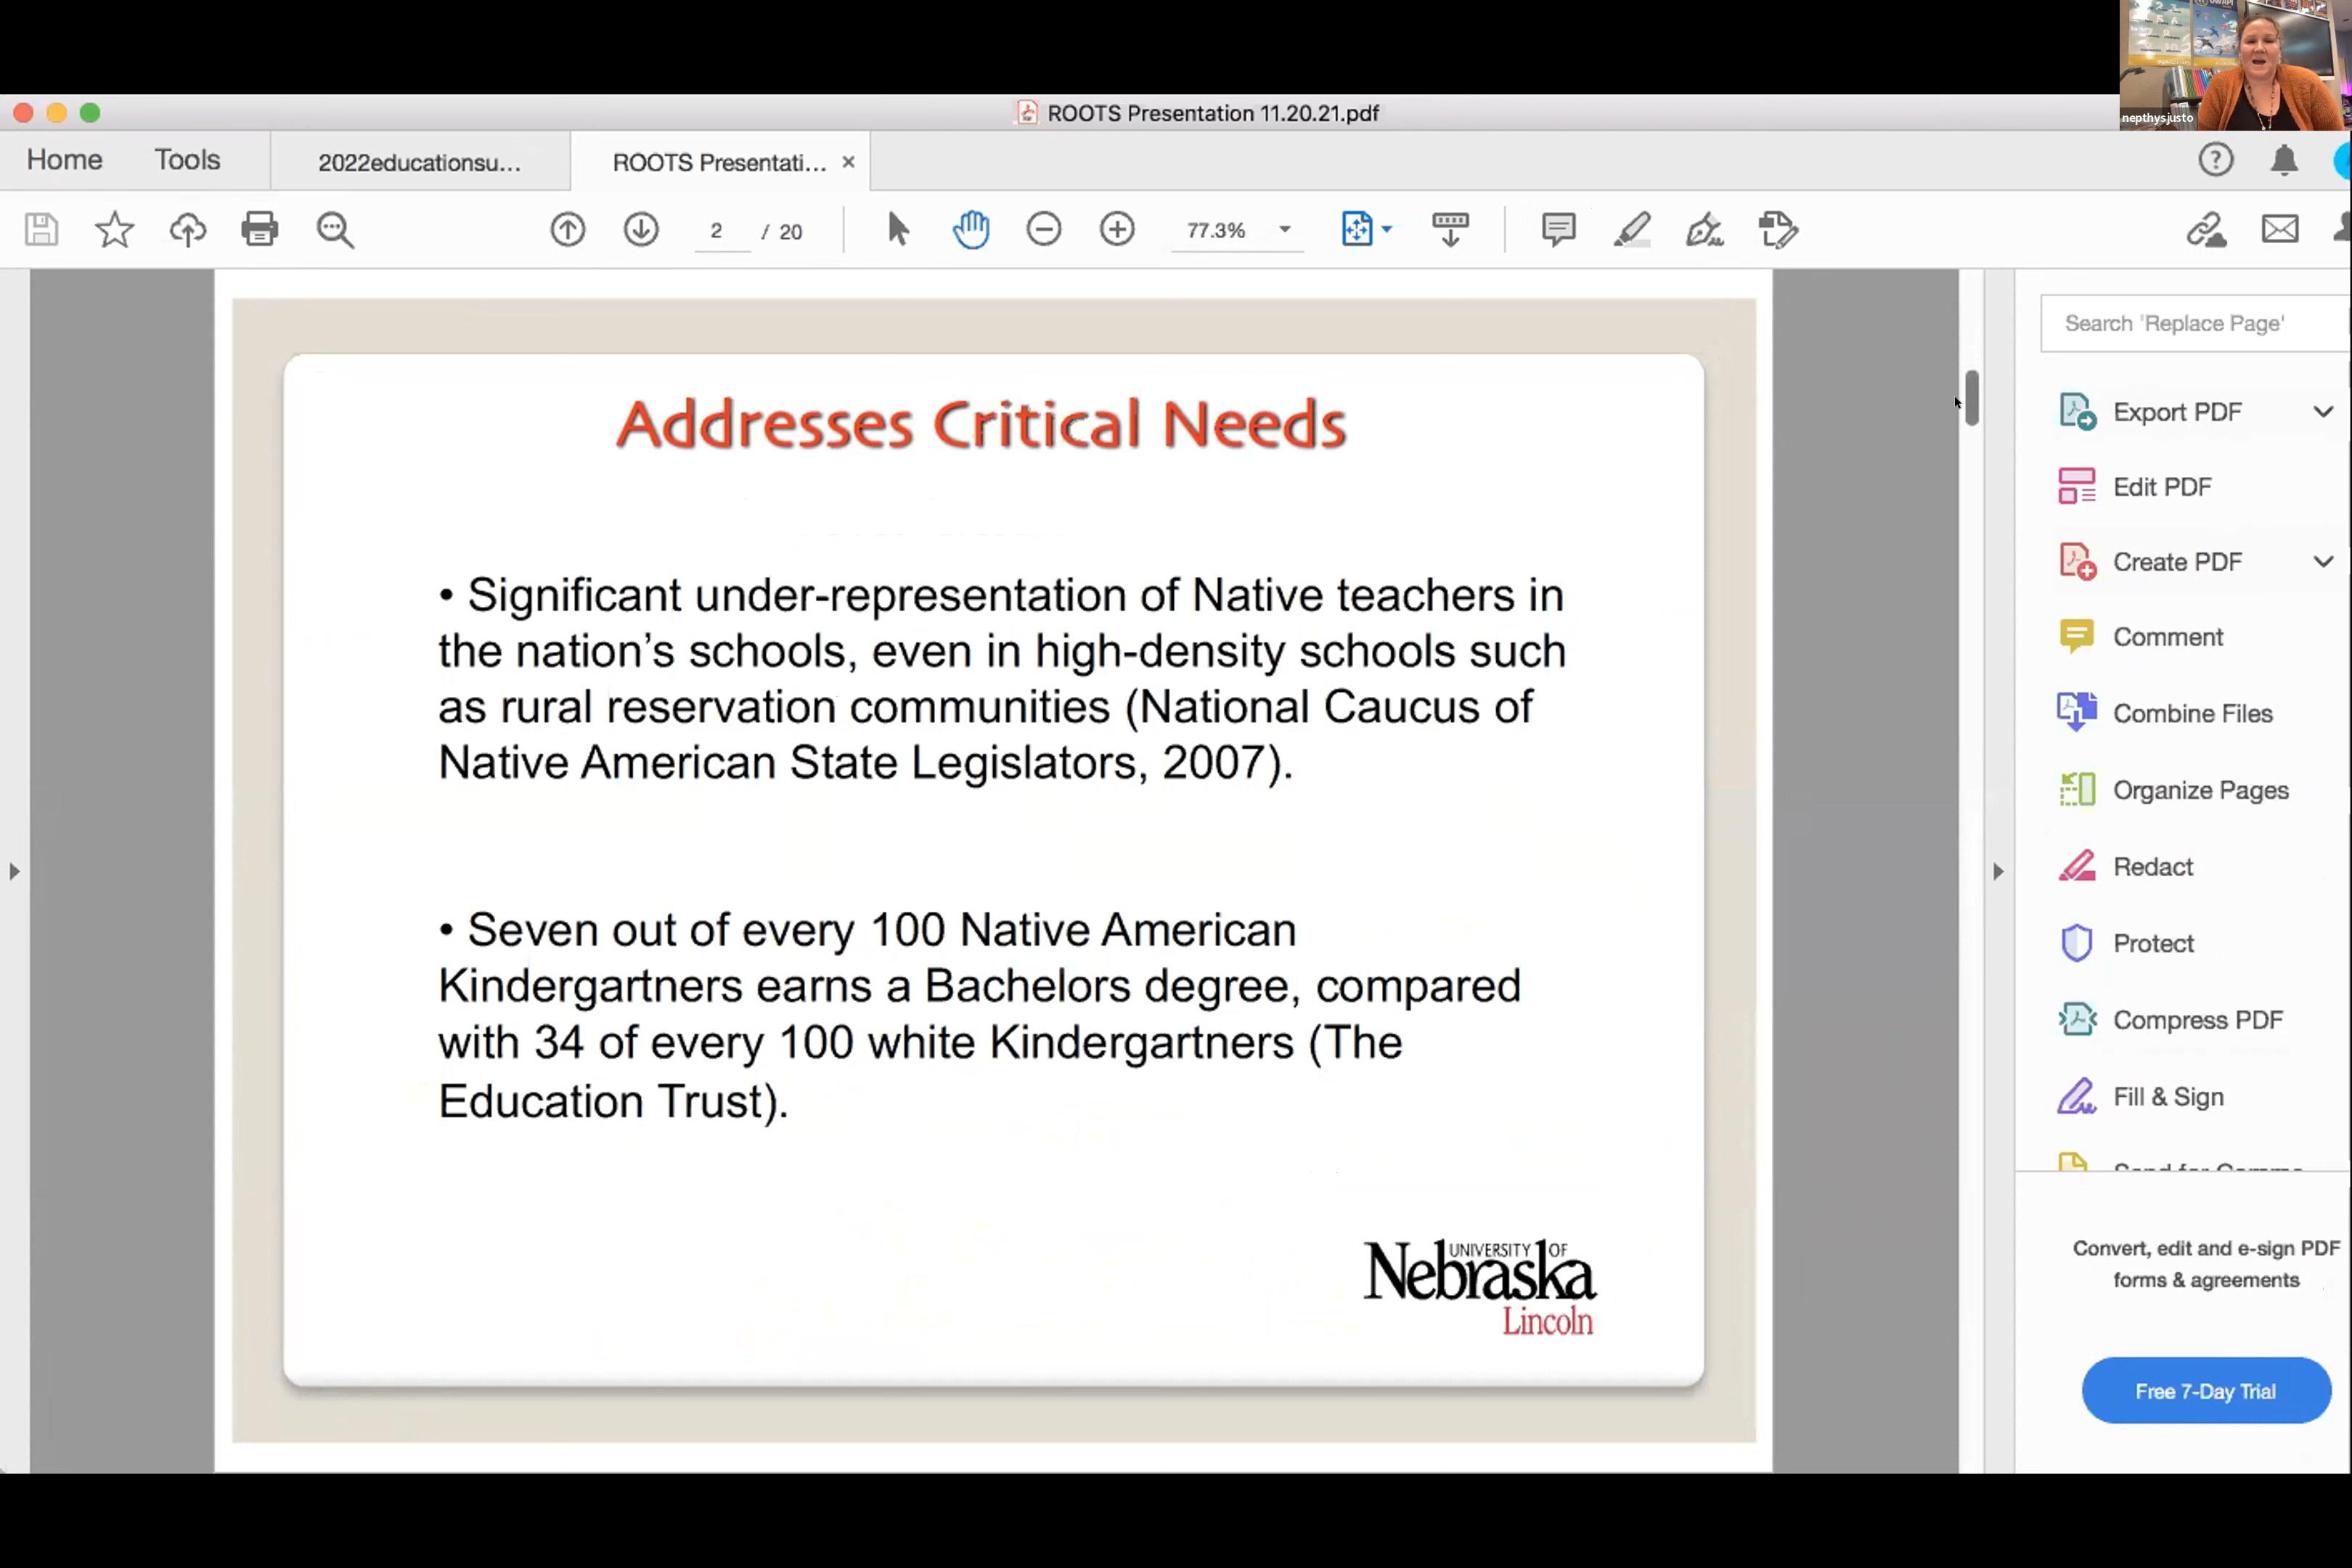 nepthysjusto
ROOTS Presentation 11.20.21.pdf
Home Tools 2022educationsu... ROOTS Presentati... ×
2 / 20 77.3%
Search 'Replace Page'
Addresses Critical Needs
• Significant under-representation of Native teachers in
the nation’s schools, even in high-density schools such
as rural reservation communities (National Caucus of
Native American State Legislators, 2007).
• Seven out of every 100 Native American
Kindergartners earns a Bachelors degree, compared
with 34 of every 100 white Kindergartners (The
Education Trust).
UNIVERSITY OF
Nebraska
Lincoln
Export PDF
Edit PDF
Create PDF
Comment
Combine Files
Organize Pages
Redact
Protect
Compress PDF
Fill & Sign
Convert, edit and e-sign PDF
forms & agreements
Free 7-Day Trial